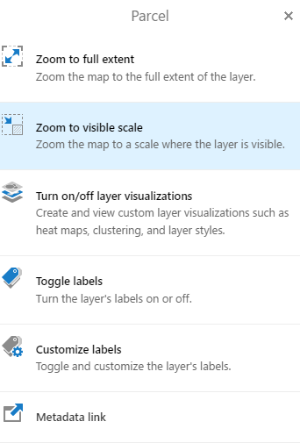 Parcel
Zoom to full extent
Zoom the map to the full extent of the layer.
Zoom to visible scale
Zoom the map to a scale where the layer is visible.
Turn on/off layer visualizations
Create and view custom layer visualizations such as
heat maps, clustering, and layer styles.
Toggle labels
Turn the layer's labels on or off.
Customize labels
Toggle and customize the layer's labels.
Metadata link